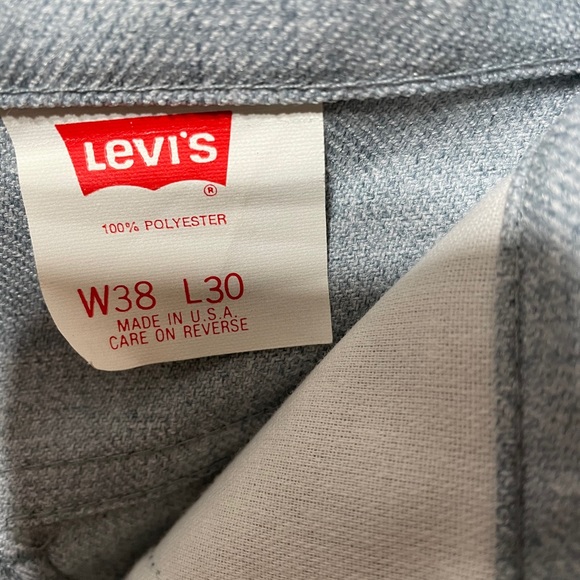 Levi's
®
100% POLYESTER
W38 L30
MADE IN U.S.A.
CARE ON REVERSE